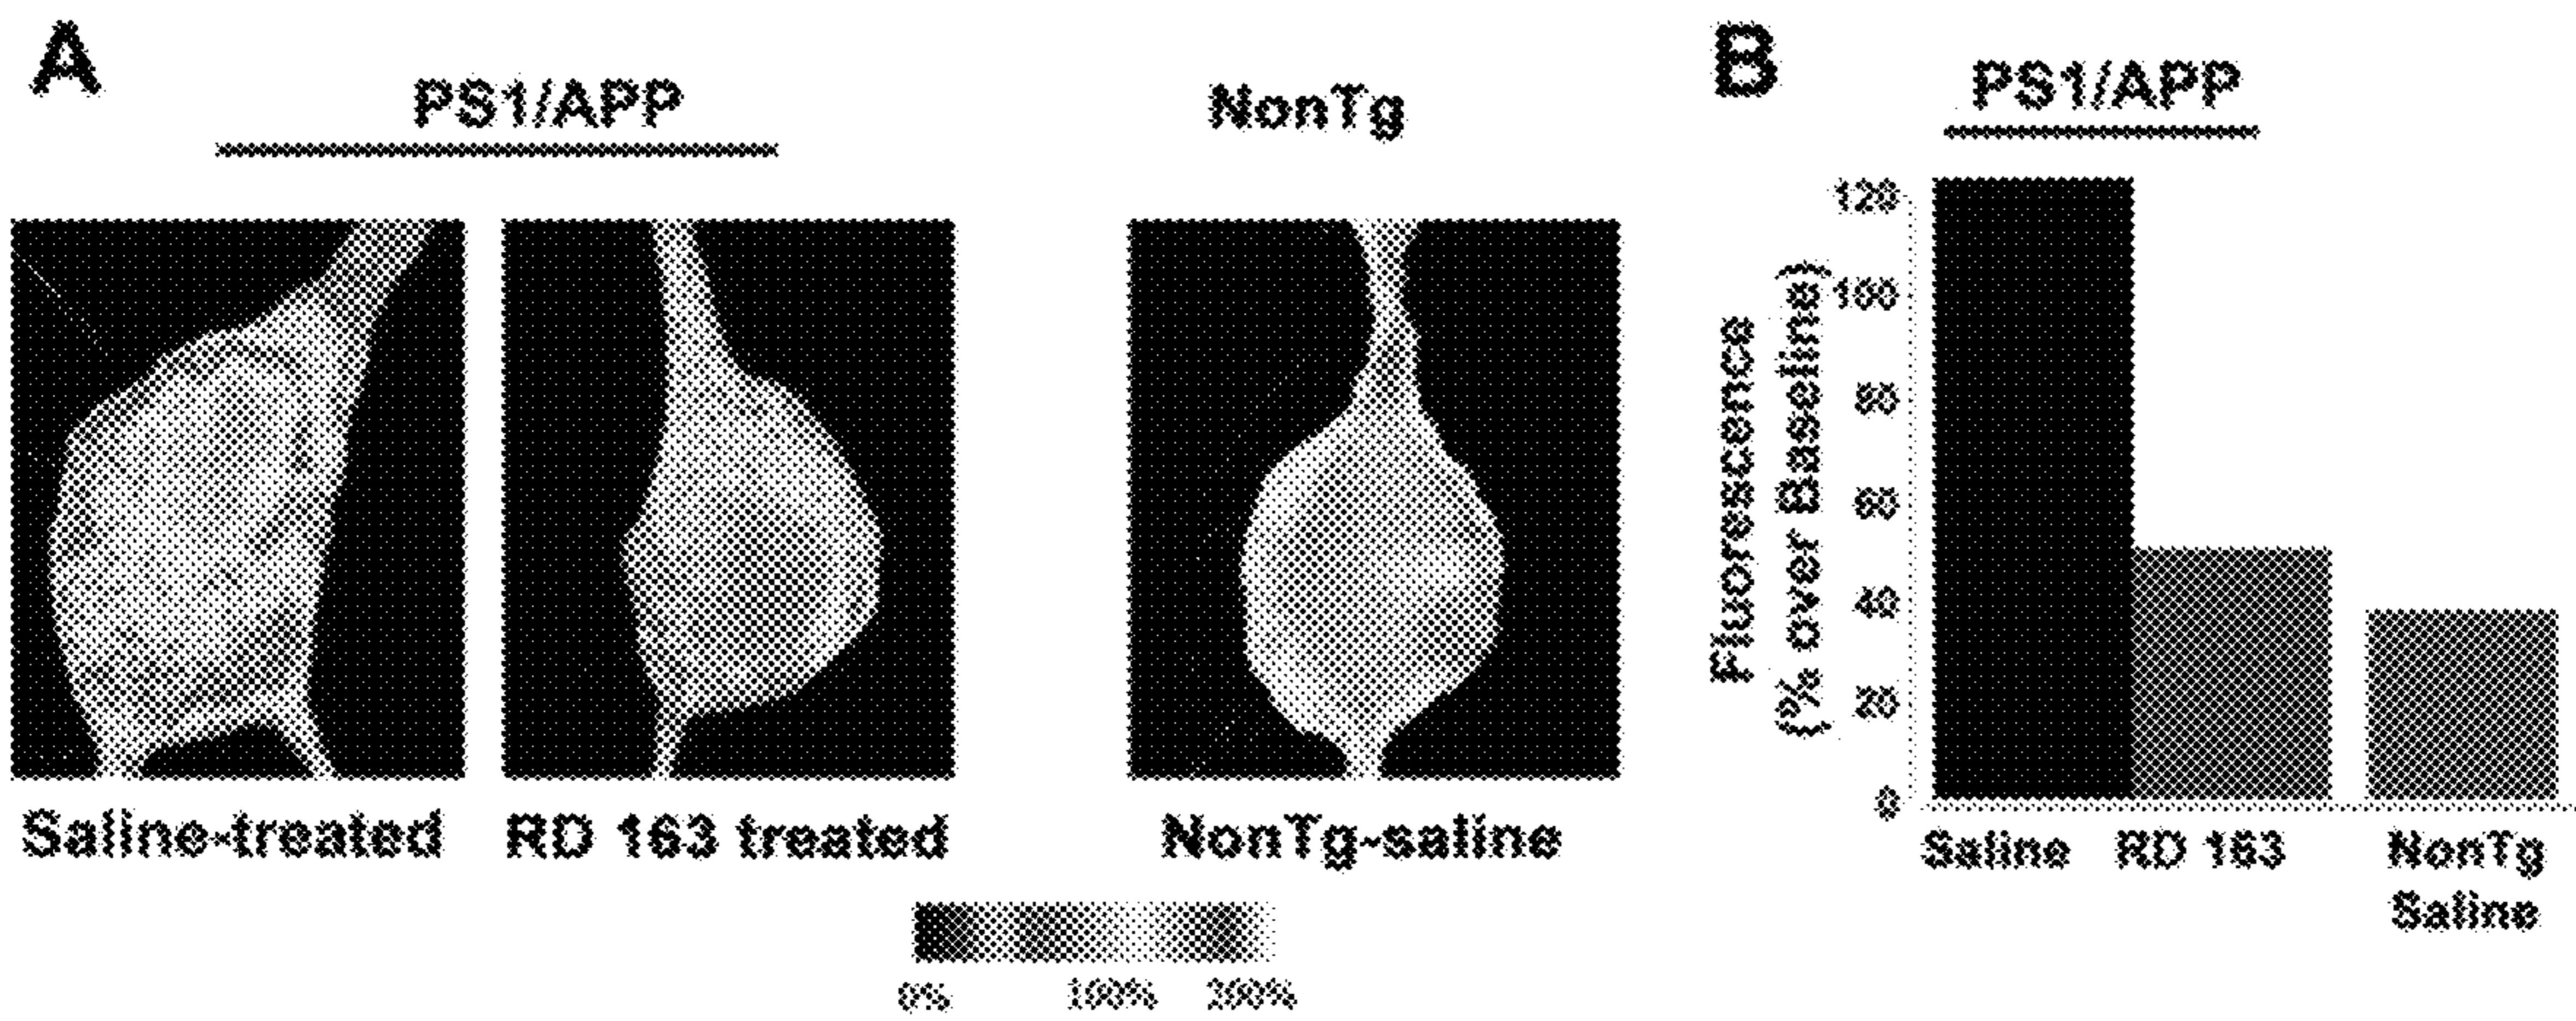 A
PS1/APP
NonTg
Saline-treated
RD 163 treated
NonTg-saline
0%
100%
300%
B
PS1/APP
Fluorescence
(% over Baseline)
120
100
80
60
40
20
0
Saline
RD 163
NonTg
Saline